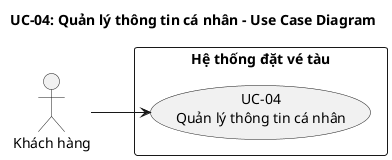 UC-04: Quản lý thông tin cá nhân - Use Case Diagram
Hệ thống đặt vé tàu
UC-04
Quản lý thông tin cá nhân
Khách hàng